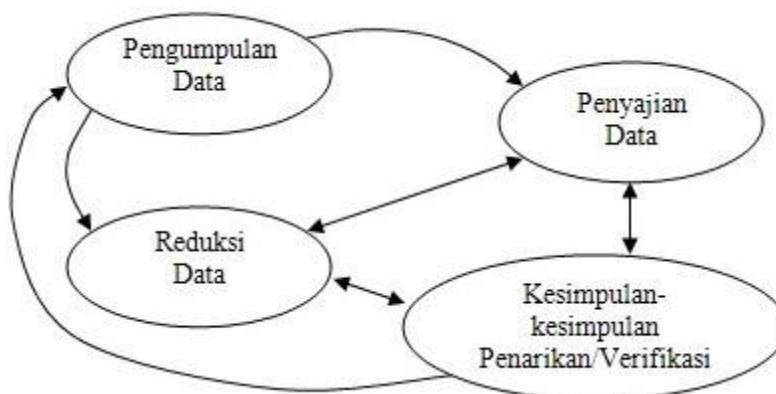 Pengumpulan
Data
Penyajian
Data
Reduksi
Data
Kesimpulan-
kesimpulan
Penarikan/Verifikasi